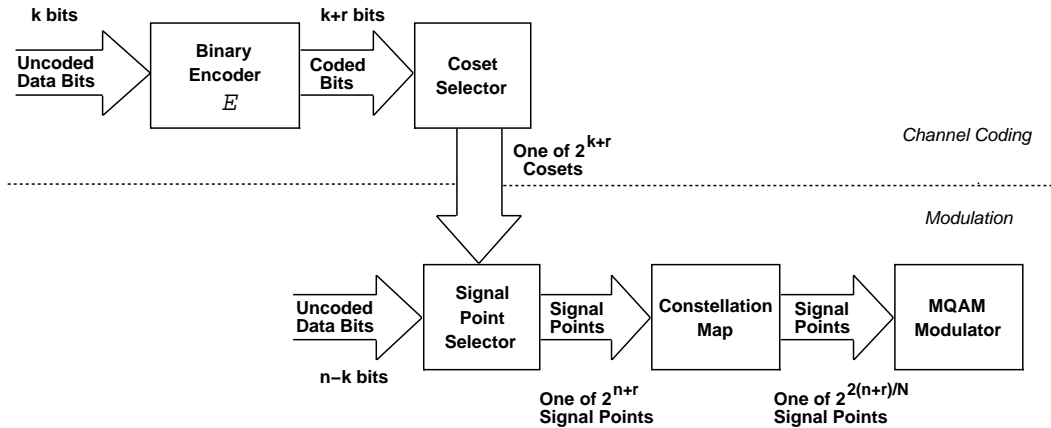 k bits
Uncoded
Data Bits
Binary
Encoder
E
k+r bits
Coded
Bits
Coset
Selector
One of 2^{k+r}
Cosets
Channel Coding
Modulation
Uncoded
Data Bits
n−k bits
Signal
Point
Selector
Signal
Points
One of 2^{n+r}
Signal Points
Constellation
Map
Signal
Points
One of 2^{2(n+r)/N}
Signal Points
MQAM
Modulator